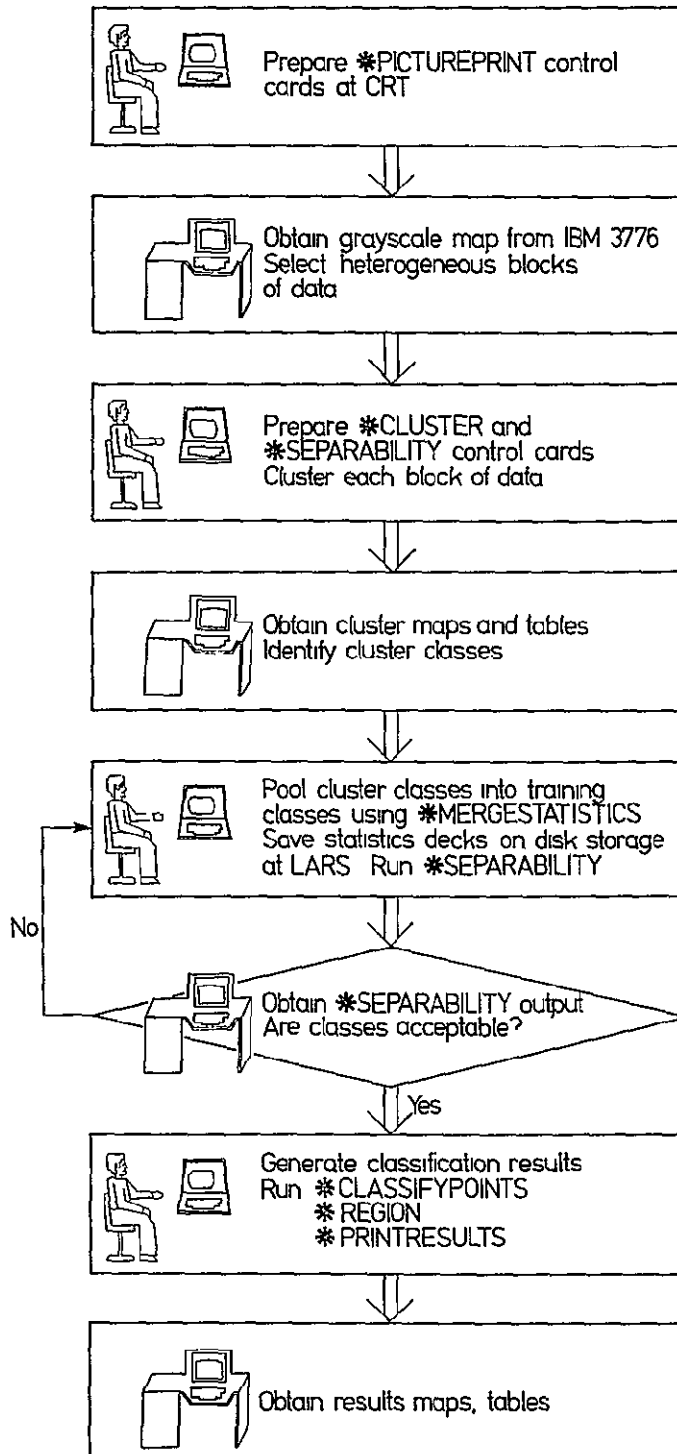 Prepare *PICTUREPRINT control
cards at CRT
Obtain grayscale map from IBM 3776
Select heterogeneous blocks
of data
Prepare *CLUSTER and
*SEPARABILITY control cards
Cluster each block of data
Obtain cluster maps and tables
Identify cluster classes
Pool cluster classes into training
classes using *MERGESTATISTICS
Save statistics decks on disk storage
at LARS Run *SEPARABILITY
No
Obtain *SEPARABILITY output
Are classes acceptable?
Yes
Generate classification results
Run *CLASSIFYPOINTS
*REGION
*PRINTRESULTS
Obtain results maps, tables